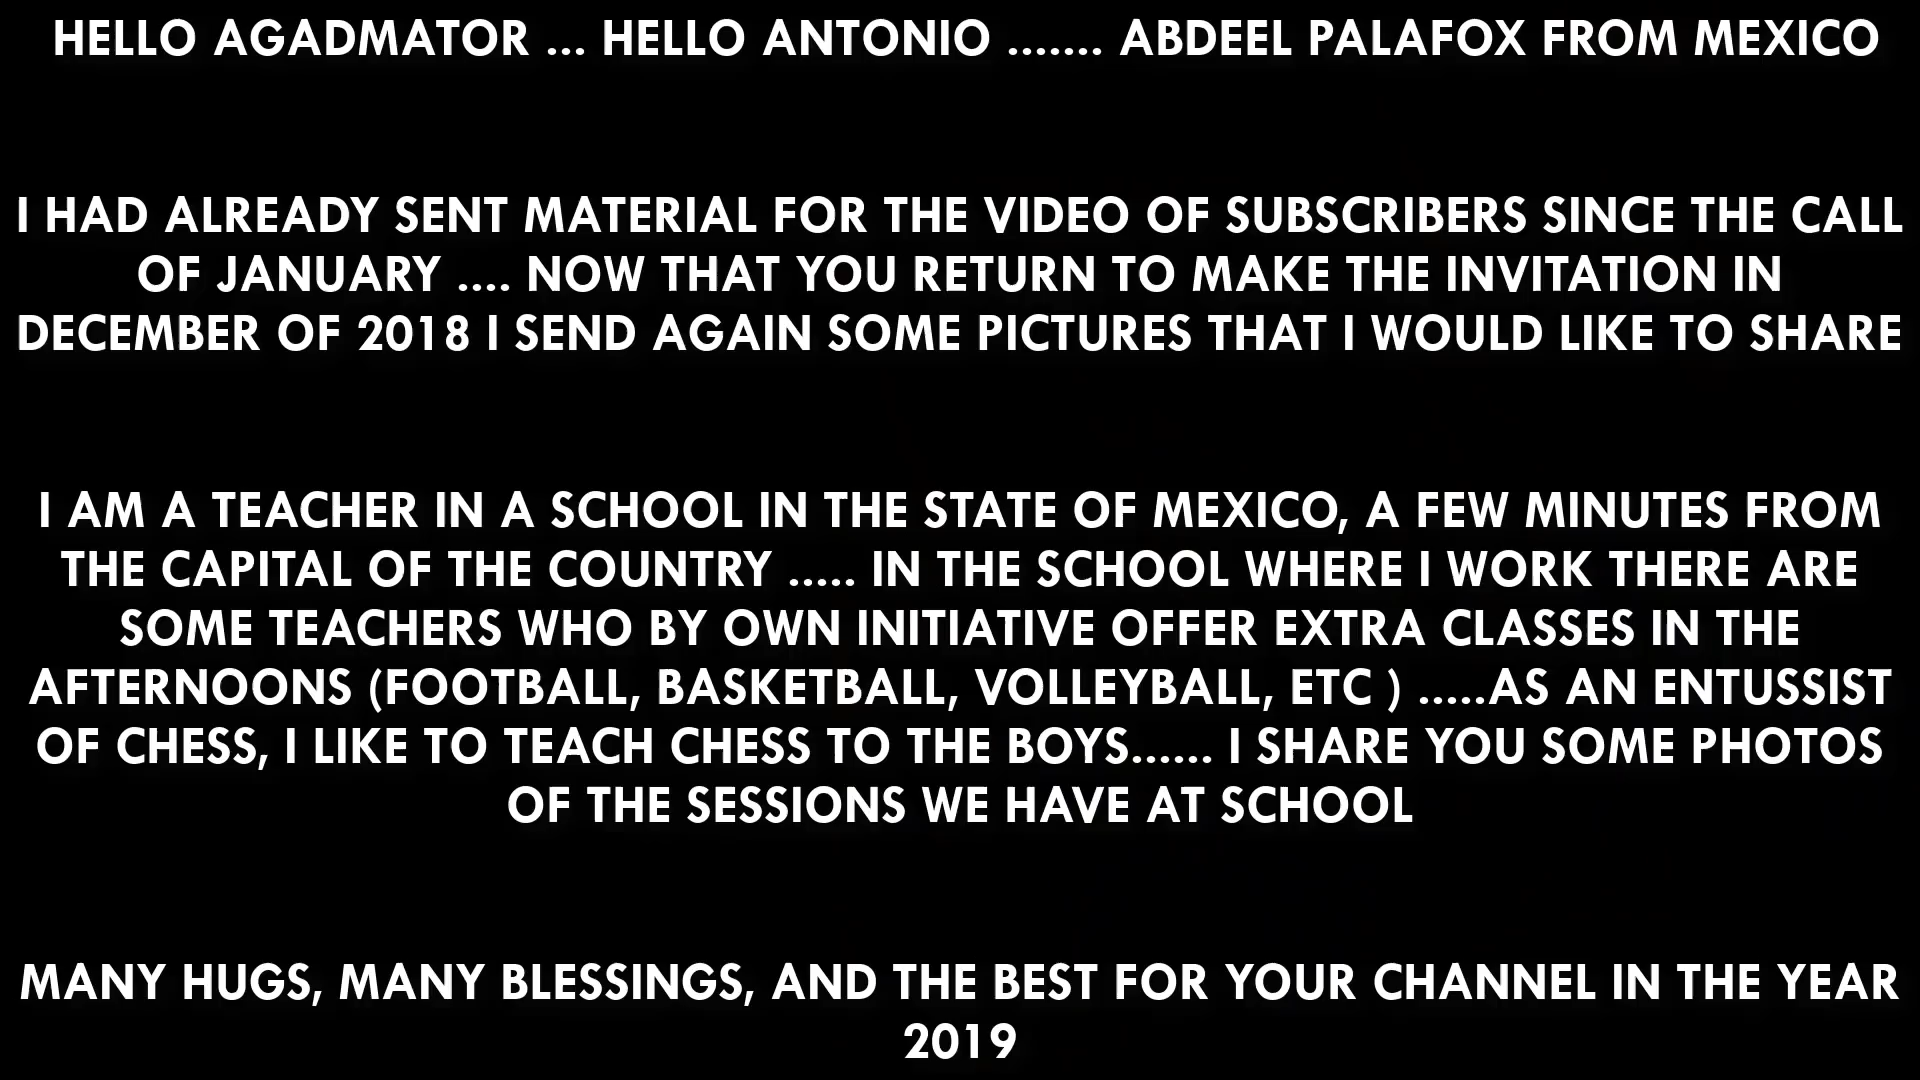 HELLO AGADMATOR ... HELLO ANTONIO ....... ABDEEL PALAFOX FROM MEXICO
I HAD ALREADY SENT MATERIAL FOR THE VIDEO OF SUBSCRIBERS SINCE THE CALL
OF JANUARY .... NOW THAT YOU RETURN TO MAKE THE INVITATION IN
DECEMBER OF 2018 I SEND AGAIN SOME PICTURES THAT I WOULD LIKE TO SHARE
I AM A TEACHER IN A SCHOOL IN THE STATE OF MEXICO, A FEW MINUTES FROM
THE CAPITAL OF THE COUNTRY ..... IN THE SCHOOL WHERE I WORK THERE ARE
SOME TEACHERS WHO BY OWN INITIATIVE OFFER EXTRA CLASSES IN THE
AFTERNOONS (FOOTBALL, BASKETBALL, VOLLEYBALL, ETC ) .....AS AN ENTUSSIST
OF CHESS, I LIKE TO TEACH CHESS TO THE BOYS...... I SHARE YOU SOME PHOTOS
OF THE SESSIONS WE HAVE AT SCHOOL
MANY HUGS, MANY BLESSINGS, AND THE BEST FOR YOUR CHANNEL IN THE YEAR
2019